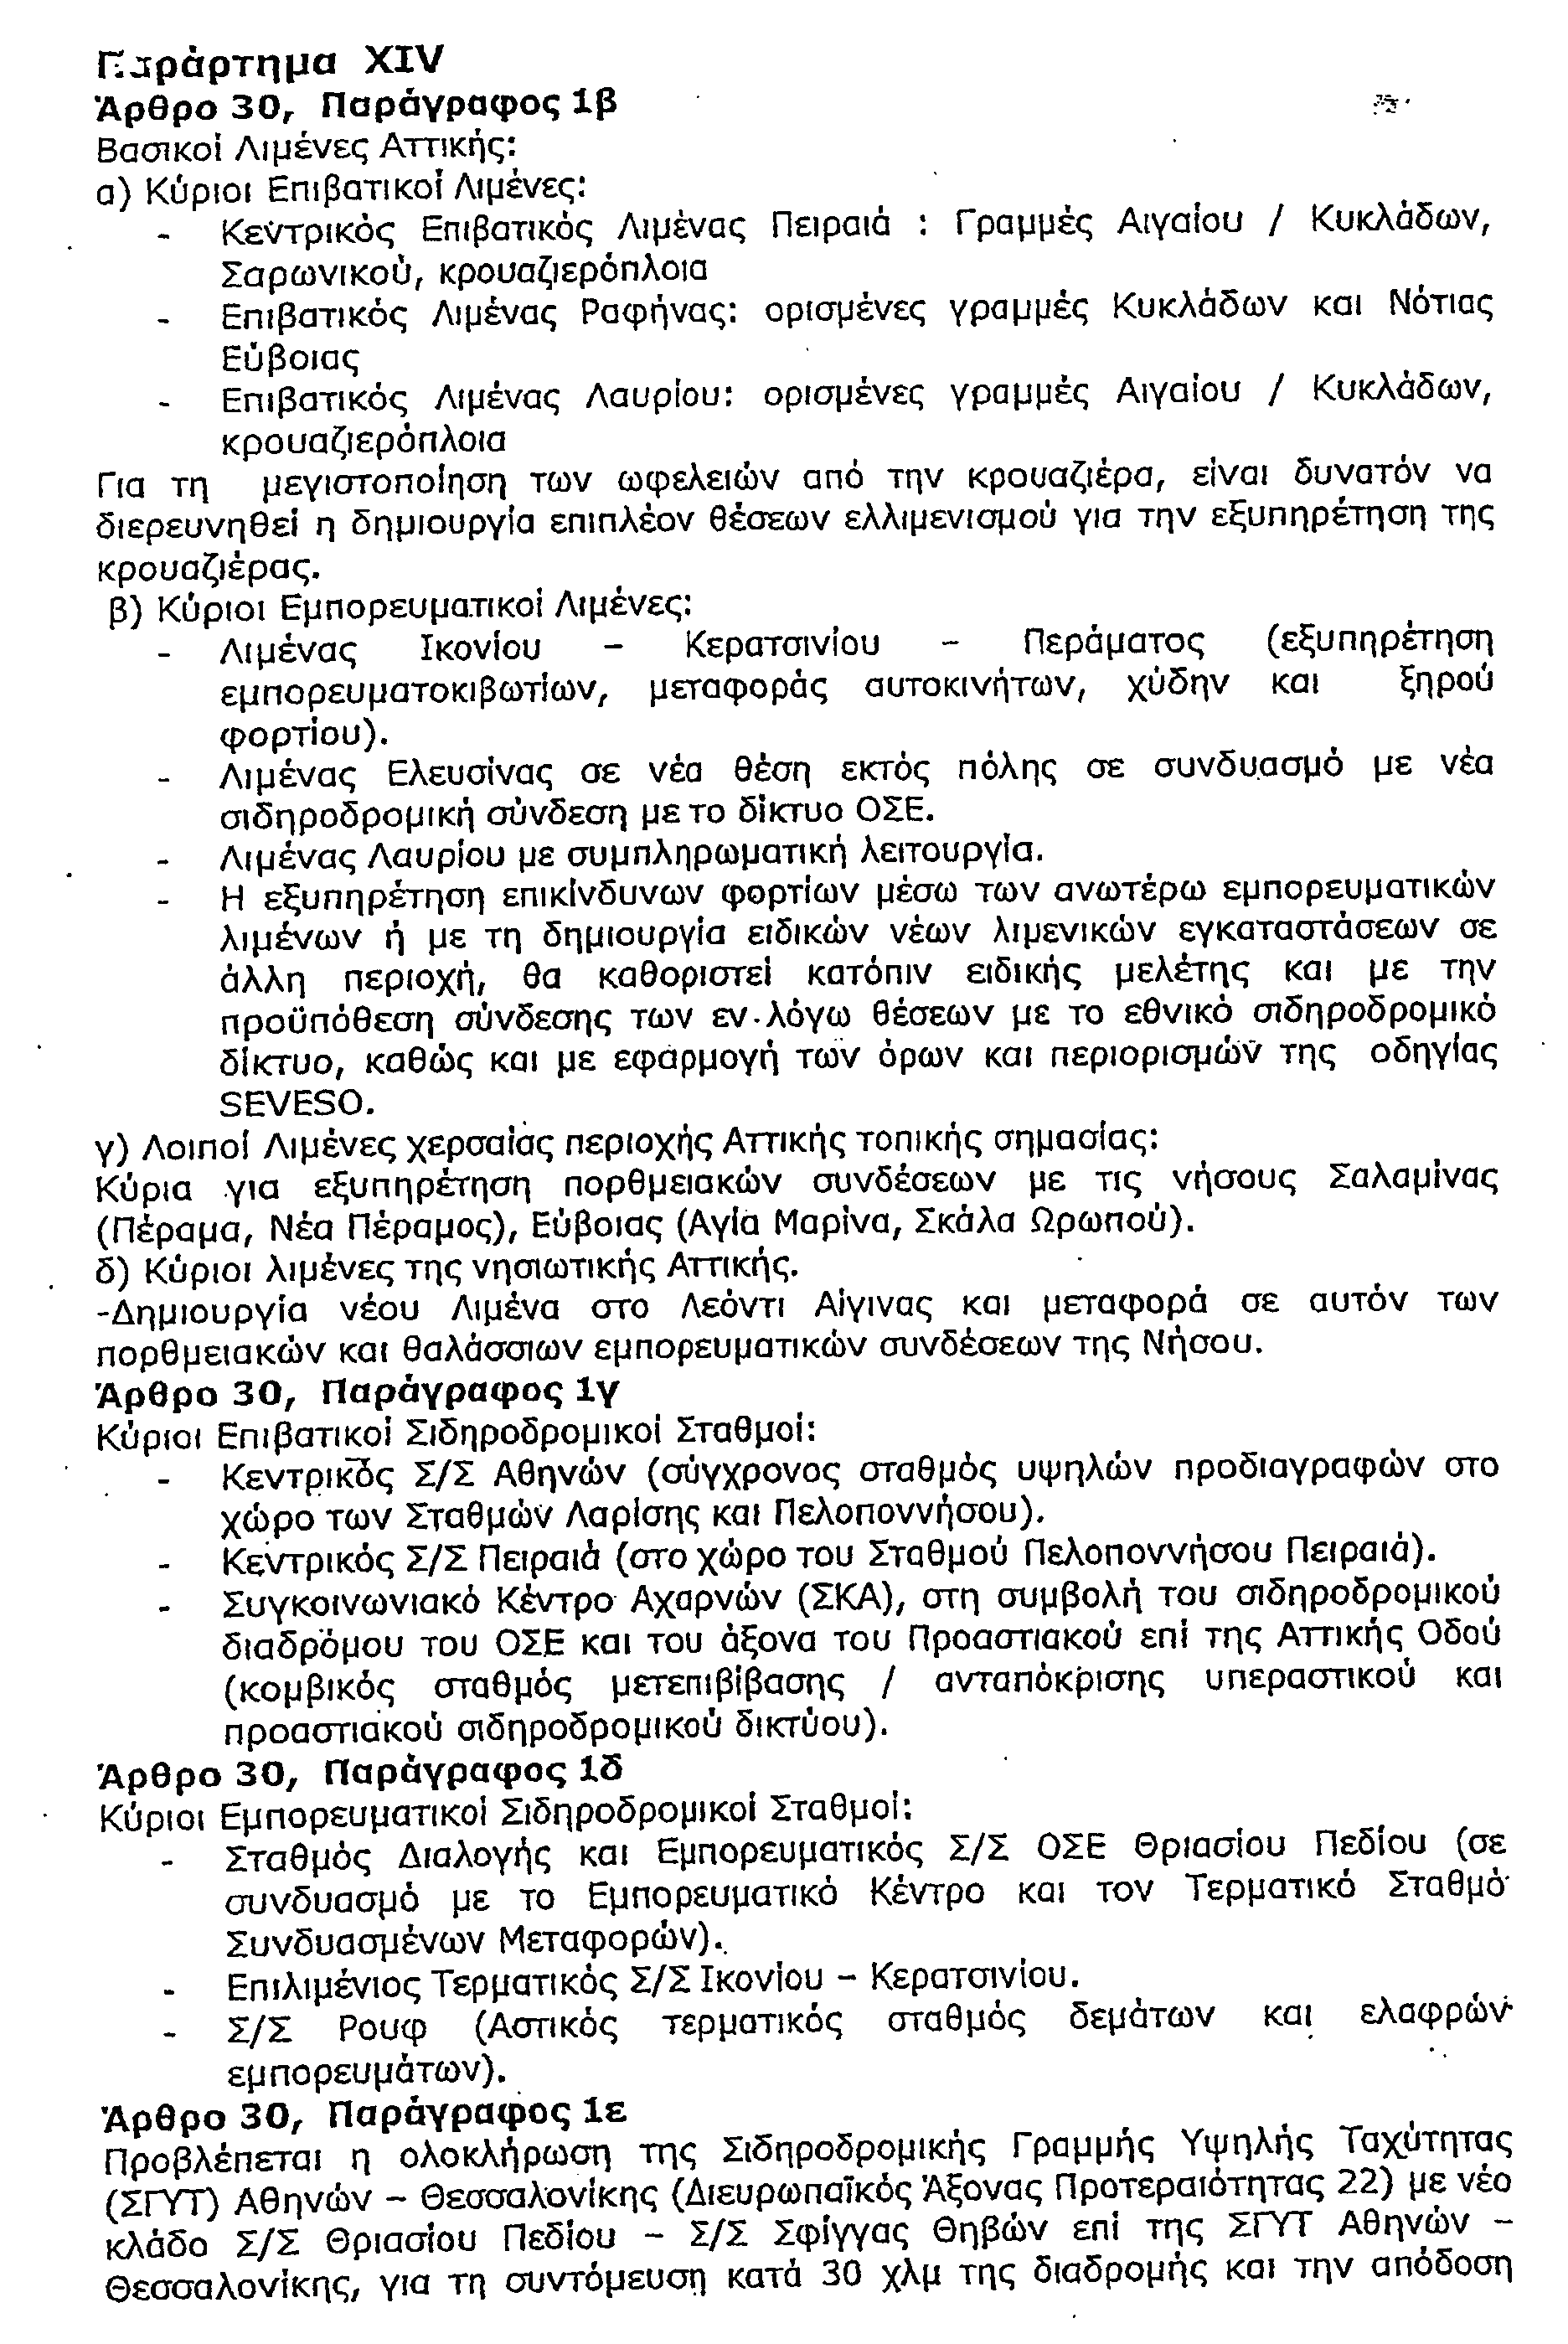 Παράρτημα XIV
Άρθρο 30, Παράγραφος 1β
Βασικοί Λιμένες Αττικής:
α) Κύριοι Επιβατικοί Λιμένες:
- Κεντρικός Επιβατικός Λιμένας Πειραιά : Γραμμές Αιγαίου / Κυκλάδων,
Σαρωνικού, κρουαζιερόπλοια
- Επιβατικός Λιμένας Ραφήνας: ορισμένες γραμμές Κυκλάδων και Νότιας
Εύβοιας
- Επιβατικός Λιμένας Λαυρίου: ορισμένες γραμμές Αιγαίου / Κυκλάδων,
κρουαζιερόπλοια
Για τη μεγιστοποίηση των ωφελειών από την κρουαζιέρα, είναι δυνατόν να
διερευνηθεί η δημιουργία επιπλέον θέσεων ελλιμενισμού για την εξυπηρέτηση της
κρουαζιέρας.
β) Κύριοι Εμπορευματικοί Λιμένες:
- Λιμένας Ικονίου – Κερατσινίου – Περάματος (εξυπηρέτηση
εμπορευματοκιβωτίων, μεταφοράς αυτοκινήτων, χύδην και ξηρού
φορτίου).
- Λιμένας Ελευσίνας σε νέα θέση εκτός πόλης σε συνδυασμό με νέα
σιδηροδρομική σύνδεση με το δίκτυο ΟΣΕ.
- Λιμένας Λαυρίου με συμπληρωματική λειτουργία.
- Η εξυπηρέτηση επικίνδυνων φορτίων μέσω των ανωτέρω εμπορευματικών
λιμένων ή με τη δημιουργία ειδικών νέων λιμενικών εγκαταστάσεων σε
άλλη περιοχή, θα καθοριστεί κατόπιν ειδικής μελέτης και με την
προϋπόθεση σύνδεσης των εν λόγω θέσεων με το εθνικό σιδηροδρομικό
δίκτυο, καθώς και με εφαρμογή των όρων και περιορισμών της οδηγίας
SEVESO.
γ) Λοιποί Λιμένες χερσαίας περιοχής Αττικής τοπικής σημασίας:
Κύρια για εξυπηρέτηση πορθμειακών συνδέσεων με τις νήσους Σαλαμίνας
(Πέραμα, Νέα Πέραμος), Εύβοιας (Αγία Μαρίνα, Σκάλα Ωρωπού).
δ) Κύριοι λιμένες της νησιωτικής Αττικής.
-Δημιουργία νέου Λιμένα στο Λεόντι Αίγινας και μεταφορά σε αυτόν των
πορθμειακών και θαλάσσιων εμπορευματικών συνδέσεων της Νήσου.
Άρθρο 30, Παράγραφος 1γ
Κύριοι Επιβατικοί Σιδηροδρομικοί Σταθμοί:
- Κεντρικός Σ/Σ Αθηνών (σύγχρονος σταθμός υψηλών προδιαγραφών στο
χώρο των Σταθμών Λαρίσης και Πελοποννήσου).
- Κεντρικός Σ/Σ Πειραιά (στο χώρο του Σταθμού Πελοποννήσου Πειραιά).
- Συγκοινωνιακό Κέντρο Αχαρνών (ΣΚΑ), στη συμβολή του σιδηροδρομικού
διαδρόμου του ΟΣΕ και του άξονα του Προαστιακού επί της Αττικής Οδού
(κομβικός σταθμός μετεπιβίβασης / ανταπόκρισης υπεραστικού και
προαστιακού σιδηροδρομικού δικτύου).
Άρθρο 30, Παράγραφος 1δ
Κύριοι Εμπορευματικοί Σιδηροδρομικοί Σταθμοί:
- Σταθμός Διαλογής και Εμπορευματικός Σ/Σ ΟΣΕ Θριασίου Πεδίου (σε
συνδυασμό με το Εμπορευματικό Κέντρο και τον Τερματικό Σταθμό
Συνδυασμένων Μεταφορών).
- Επιλιμένιος Τερματικός Σ/Σ Ικονίου – Κερατσινίου.
- Σ/Σ Ρουφ (Αστικός τερματικός σταθμός δεμάτων και ελαφρών
εμπορευμάτων).
Άρθρο 30, Παράγραφος 1ε
Προβλέπεται η ολοκλήρωση της Σιδηροδρομικής Γραμμής Υψηλής Ταχύτητας
(ΣΓΥΤ) Αθηνών – Θεσσαλονίκης (Διευρωπαϊκός Άξονας Προτεραιότητας 22) με νέο
κλάδο Σ/Σ Θριασίου Πεδίου – Σ/Σ Σφίγγας Θηβών επί της ΣΓΥΤ Αθηνών –
Θεσσαλονίκης, για τη συντόμευση κατά 30 χλμ της διαδρομής και την απόδοση